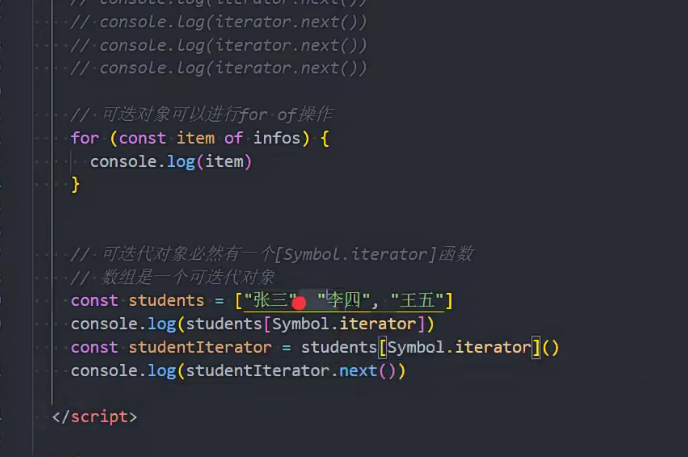 // console.log(iterator.next())
// console.log(iterator.next())
// console.log(iterator.next())
// console.log(iterator.next())
// 可迭对象可以进行for of操作
for (const item of infos) {
console.log(item)
}
// 可迭代对象必然有一个[Symbol.iterator]函数
// 数组是一个可迭代对象
const students = ["张三", "李四", "王五"]
console.log(students[Symbol.iterator])
const studentIterator = students[Symbol.iterator]()
console.log(studentIterator.next())
</script>